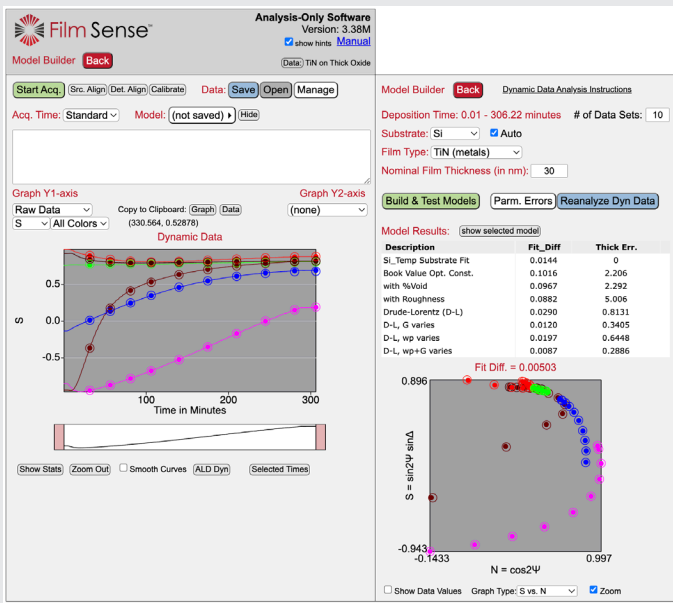 Film Sense™
Analysis-Only Software
Version: 3.38M
show hints Manual
Model Builder Back
Data: TiN on Thick Oxide
Start Acq. Src. Align Det. Align Calibrate Data: Save Open Manage
Acq. Time: Standard Model: (not saved) Hide
Graph Y1-axis
Graph Y2-axis
Raw Data
Copy to Clipboard: Graph Data
(none)
S All Colors
(330.564, 0.52878)
Dynamic Data
0.5
0.0
-0.5
S
100 200 300
Time in Minutes
Show Stats Zoom Out Smooth Curves ALD Dyn Selected Times
Model Builder Back Dynamic Data Analysis Instructions
Deposition Time: 0.01 - 306.22 minutes # of Data Sets: 10
Substrate: Si Auto
Film Type: TiN (metals)
Nominal Film Thickness (in nm): 30
Build & Test Models Parm. Errors Reanalyze Dyn Data
Model Results: show selected model
Description Fit_Diff Thick Err.
Si_Temp Substrate Fit 0.0144 0
Book Value Opt. Const. 0.1016 2.206
with %Void 0.0967 2.292
with Roughness 0.0882 5.006
Drude-Lorentz (D-L) 0.0290 0.8131
D-L, G varies 0.0120 0.3405
D-L, wp varies 0.0197 0.6448
D-L, wp+G varies 0.0087 0.2886
Fit Diff. = 0.00503
0.896
S = sin2Ψ sinΔ
-0.943
-0.1433 0.997
N = cos2Ψ
Show Data Values Graph Type: S vs. N Zoom